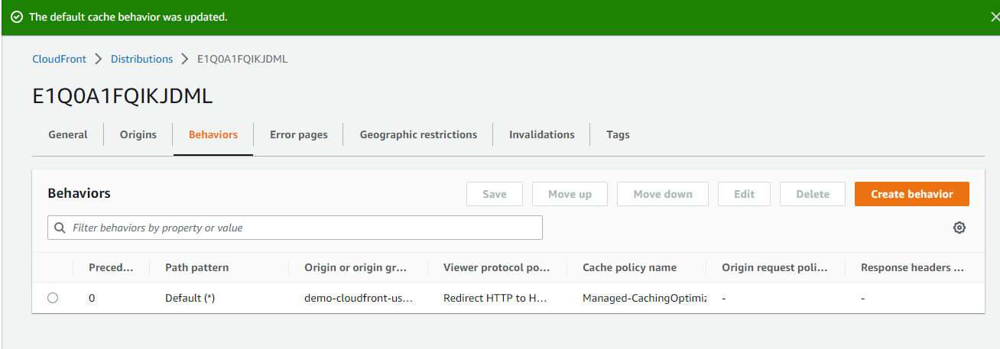 The default cache behavior was updated.
CloudFront > Distributions > E1Q0A1FQIKJDML
E1Q0A1FQIKJDML
General Origins Behaviors Error pages Geographic restrictions Invalidations Tags
Behaviors Save Move up Move down Edit Delete Create behavior
Filter behaviors by property or value
Preced... Path pattern Origin or origin gr... Viewer protocol po... Cache policy name Origin request poli... Response headers ...
0 Default (*) demo-cloudfront-us... Redirect HTTP to H... Managed-CachingOptimiz - -